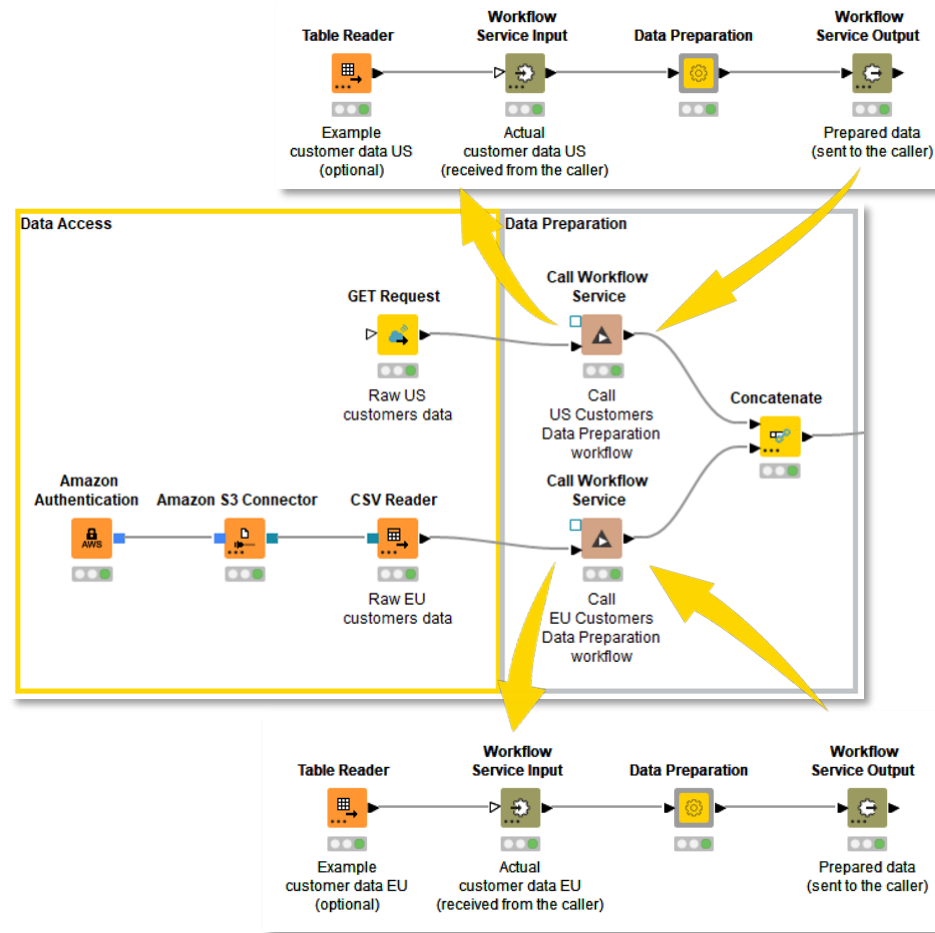 Table Reader
Workflow
Service Input
Data Preparation
Workflow
Service Output
Example
customer data US
(optional)
Actual
customer data US
(received from the caller)
Prepared data
(sent to the caller)
Data Access
Data Preparation
GET Request
Raw US
customers data
Call Workflow
Service
Call
US Customers
Data Preparation
workflow
Concatenate
Amazon
Authentication
AWS
Amazon S3 Connector
CSV Reader
Raw EU
customers data
Call Workflow
Service
Call
EU Customers
Data Preparation
workflow
Table Reader
Workflow
Service Input
Data Preparation
Workflow
Service Output
Example
customer data EU
(optional)
Actual
customer data EU
(received from the caller)
Prepared data
(sent to the caller)